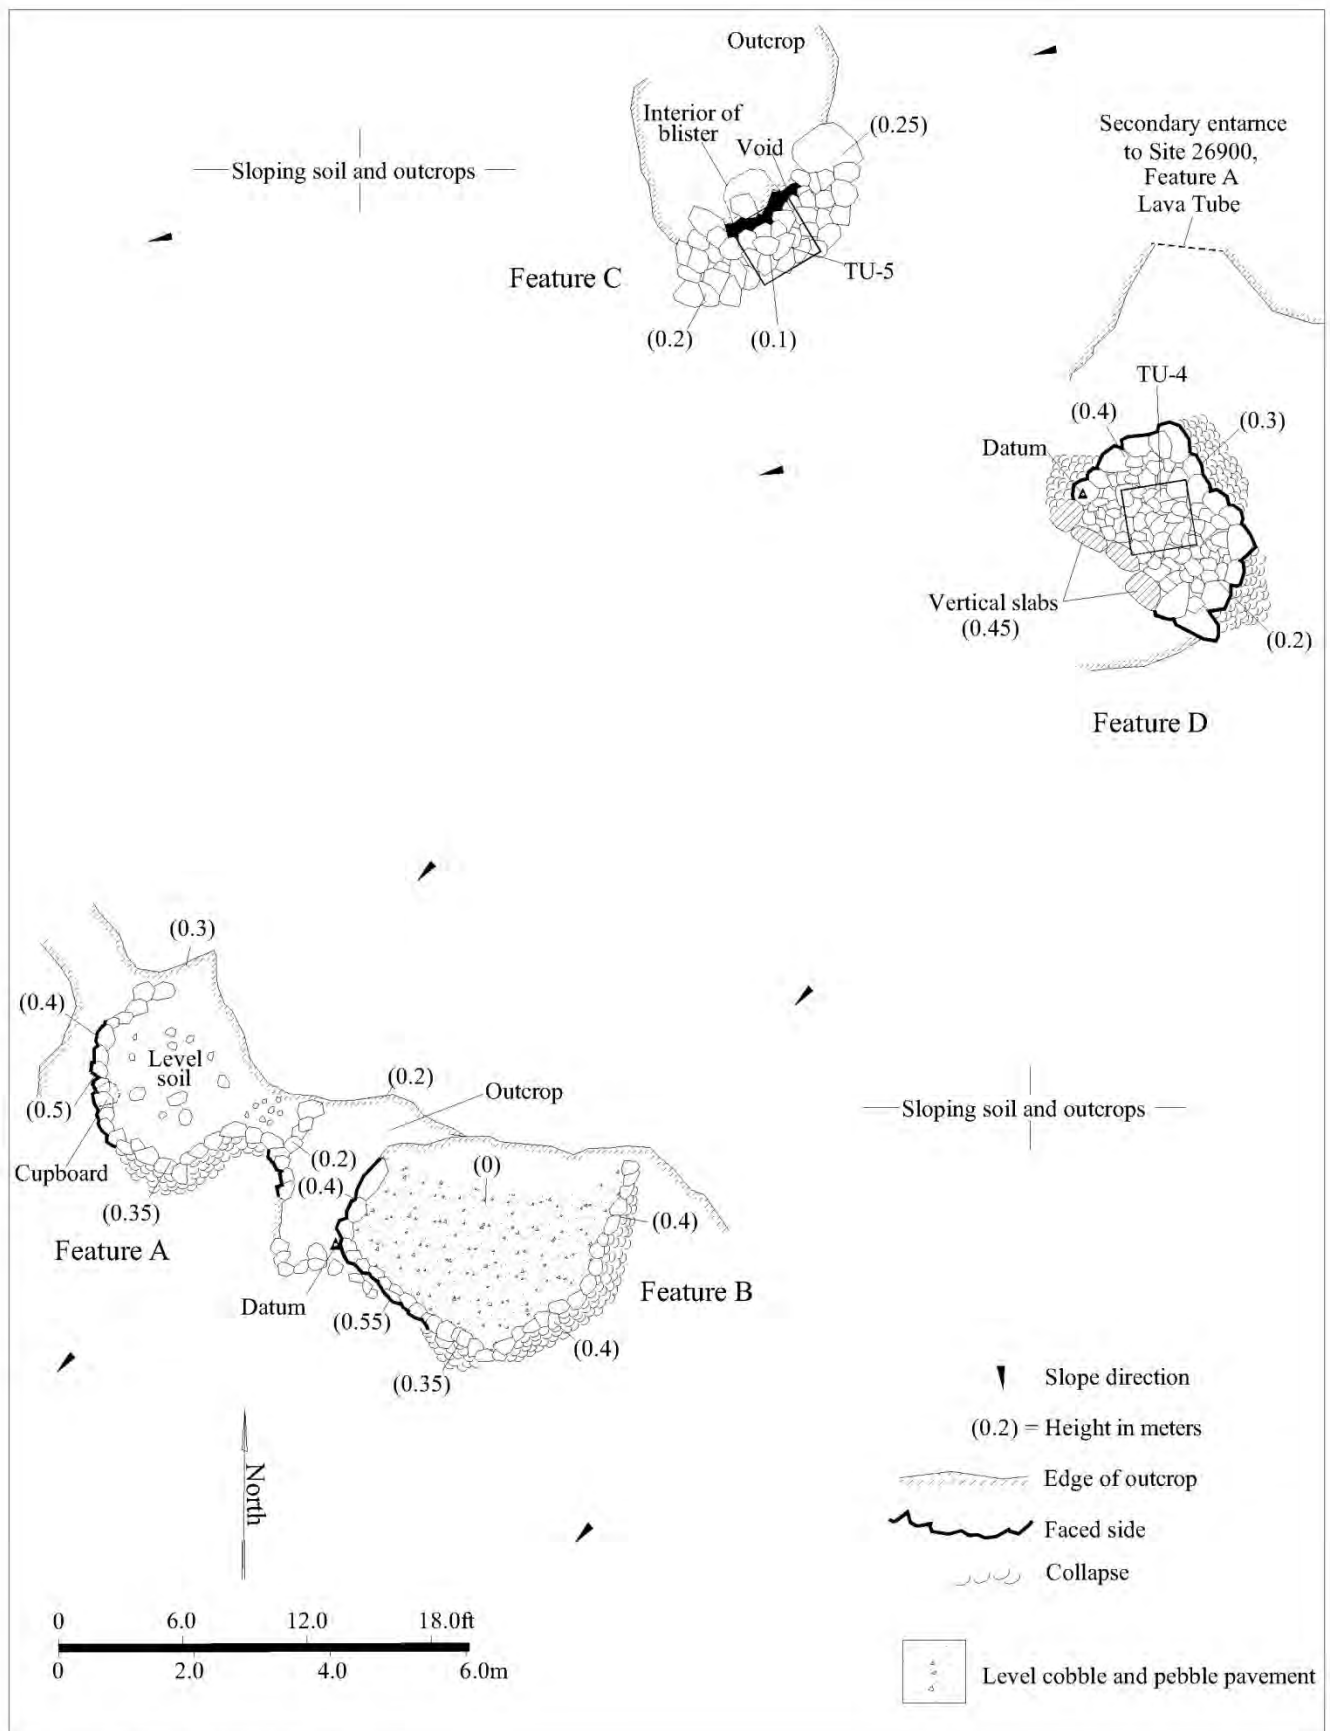 Outcrop
Interior of
blister
Void
(0.25)
Sloping soil and outcrops
Secondary entarnce
to Site 26900,
Feature A
Lava Tube
Feature C
TU-5
(0.2)
(0.1)
TU-4
(0.4)
(0.3)
Datum
Vertical slabs
(0.45)
(0.2)
Feature D
(0.3)
(0.4)
Level
soil
(0.5)
(0.2)
Outcrop
Sloping soil and outcrops
Cupboard
(0.2)
(0)
(0.4)
(0.4)
(0.35)
Feature A
Feature B
Datum
(0.55)
(0.4)
(0.35)
Slope direction
(0.2) = Height in meters
Edge of outcrop
Faced side
Collapse
North
0 6.0 12.0 18.0ft
0 2.0 4.0 6.0m
Level cobble and pebble pavement